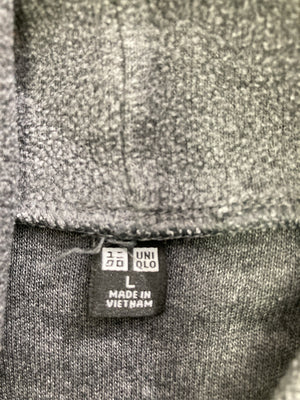 ユニ UNI
クロ QLO
L
MADE IN
VIETNAM